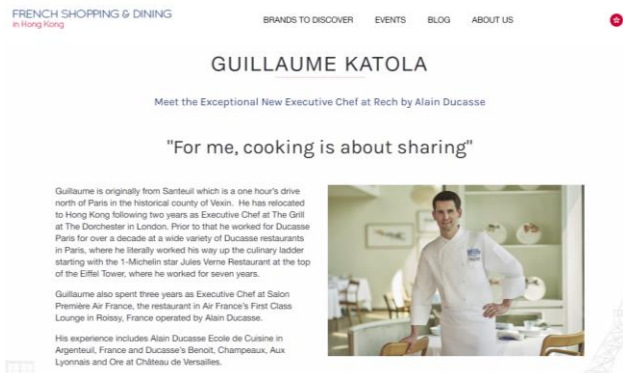 FRENCH SHOPPING & DINING
in Hong Kong
BRANDS TO DISCOVER EVENTS BLOG ABOUT US
GUILLAUME KATOLA
Meet the Exceptional New Executive Chef at Rech by Alain Ducasse
"For me, cooking is about sharing"
Guillaume is originally from Santeuil which is a one hour's drive
north of Paris in the historical county of Vexin. He has relocated
to Hong Kong following two years as Executive Chef at The Grill
at The Dorchester in London. Prior to that he worked for Ducasse
Paris for over a decade at a wide variety of Ducasse restaurants
in Paris, where he literally worked his way up the culinary ladder
starting with the 1-Michelin star Jules Verne Restaurant at the top
of the Eiffel Tower, where he worked for seven years.
Guillaume also spent three years as Executive Chef at Salon
Première Air France, the restaurant in Air France's First Class
Lounge in Roissy, France operated by Alain Ducasse.
His experience includes Alain Ducasse Ecole de Cuisine in
Argenteuil, France and Ducasse's Benoit, Champeaux, Aux
Lyonnais and Ore at Château de Versailles.